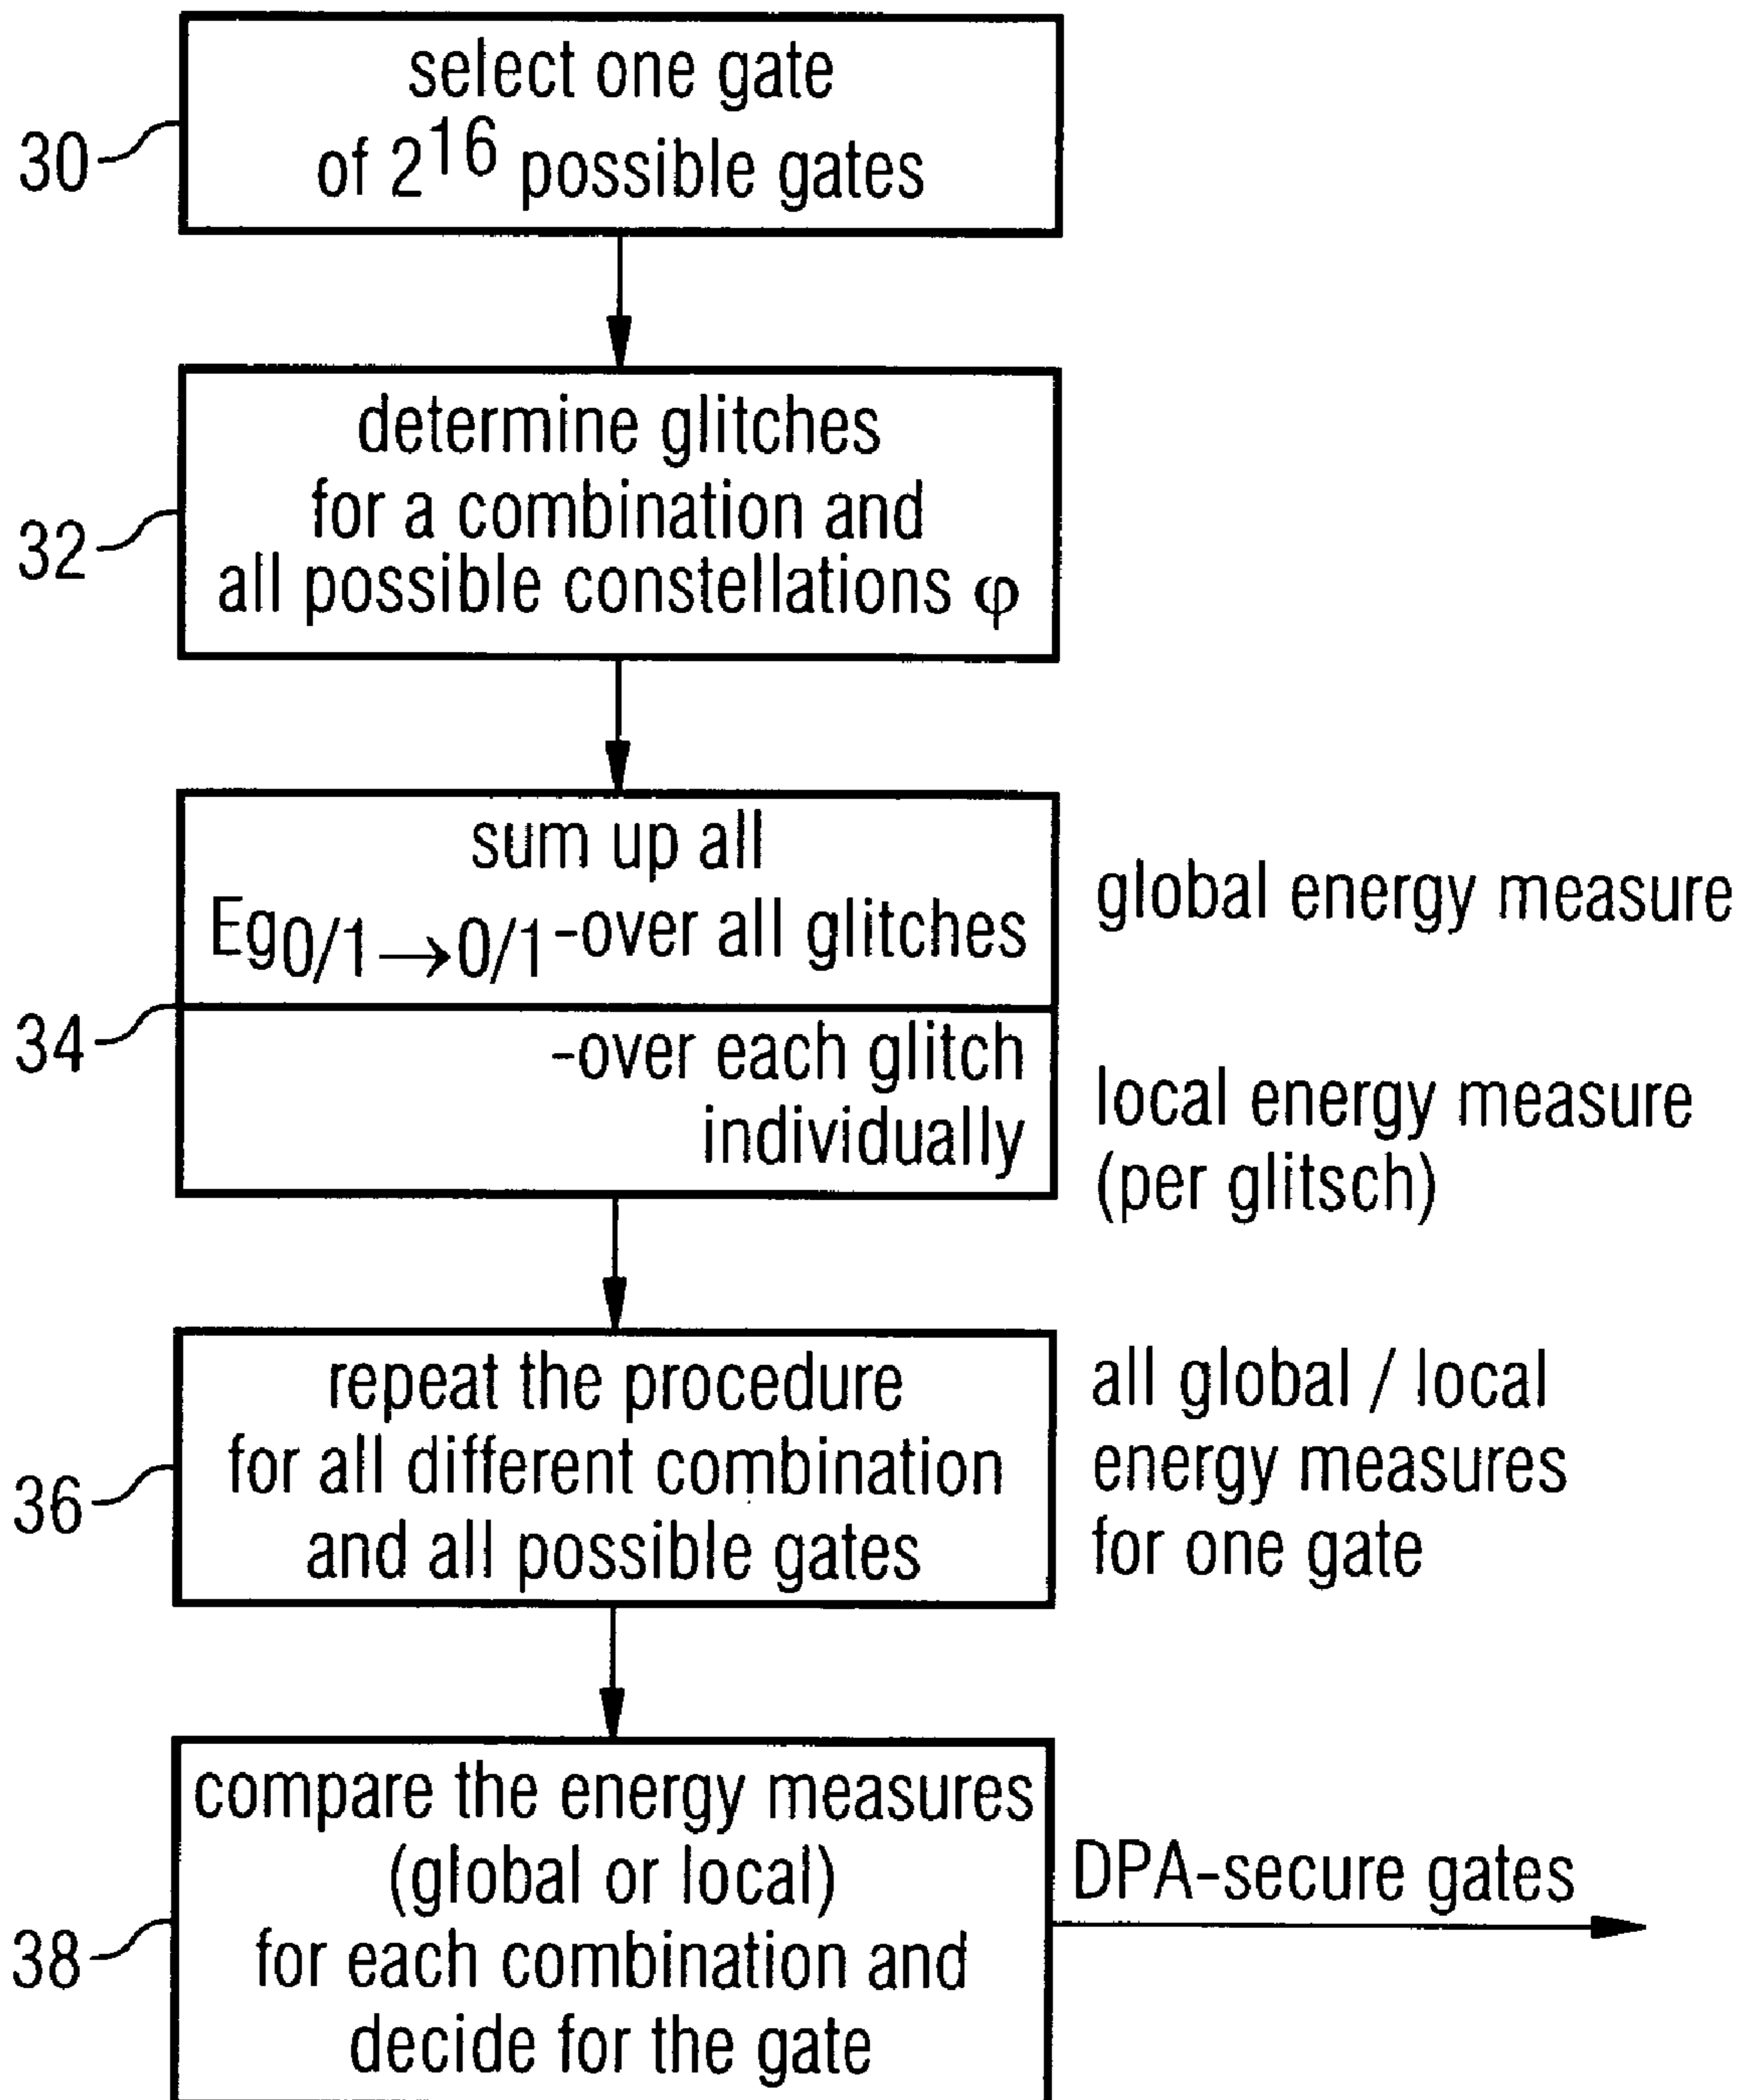 30
select one gate
of 2^16 possible gates
32
determine glitches
for a combination and
all possible constellations φ
34
sum up all
Eg0/1→0/1 -over all glitches
global energy measure
-over each glitch
individually
local energy measure
(per glitsch)
36
repeat the procedure
for all different combination
and all possible gates
all global / local
energy measures
for one gate
38
compare the energy measures
(global or local)
for each combination and
decide for the gate
DPA-secure gates